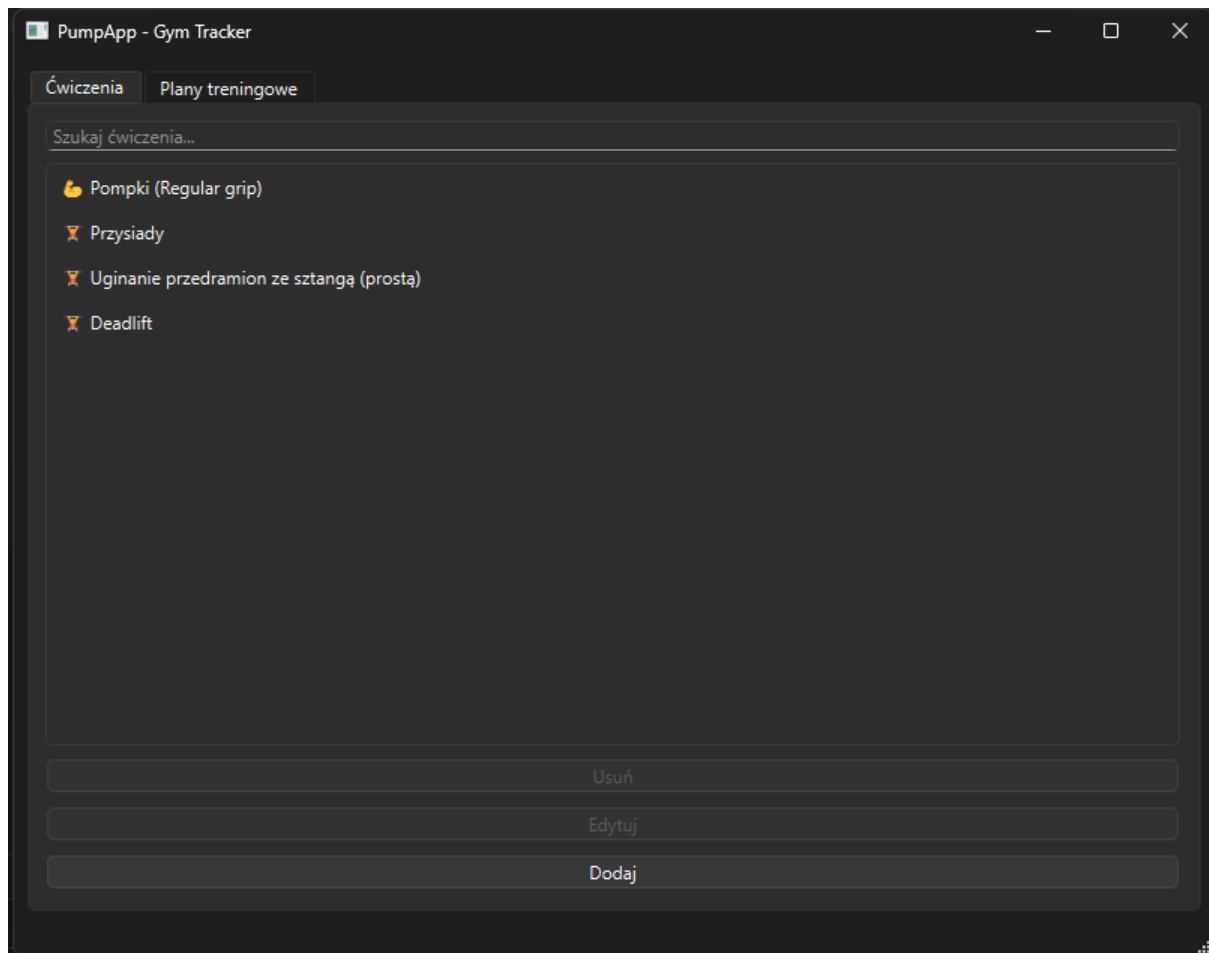 PumpApp - Gym Tracker
Ćwiczenia Plany treningowe
Szukaj ćwiczenia...
💪 Pompki (Regular grip)
🏋 Przysiady
🏋 Uginanie przedramion ze sztangą (prostą)
🏋 Deadlift
Usuń
Edytuj
Dodaj